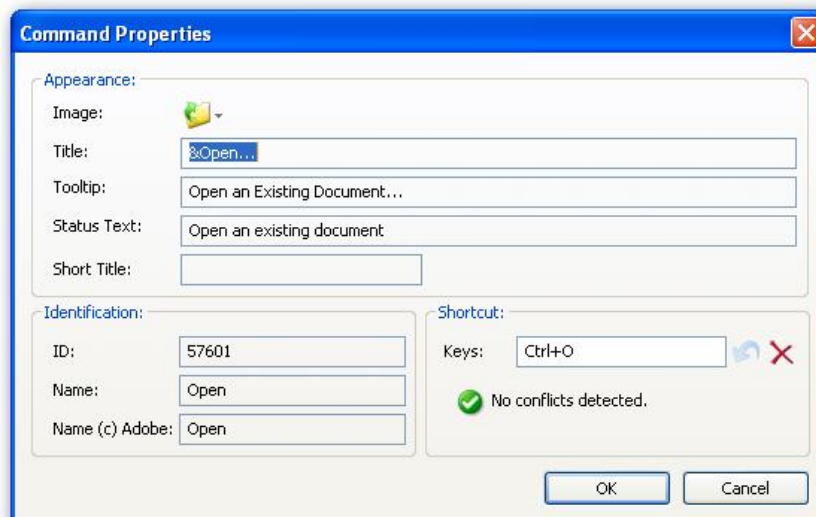 Command Properties
Appearance:
Image:
Title: &Open...
Tooltip: Open an Existing Document...
Status Text: Open an existing document
Short Title:
Identification:
ID: 57601
Name: Open
Name (c) Adobe: Open
Shortcut:
Keys: Ctrl+O
No conflicts detected.
OK
Cancel